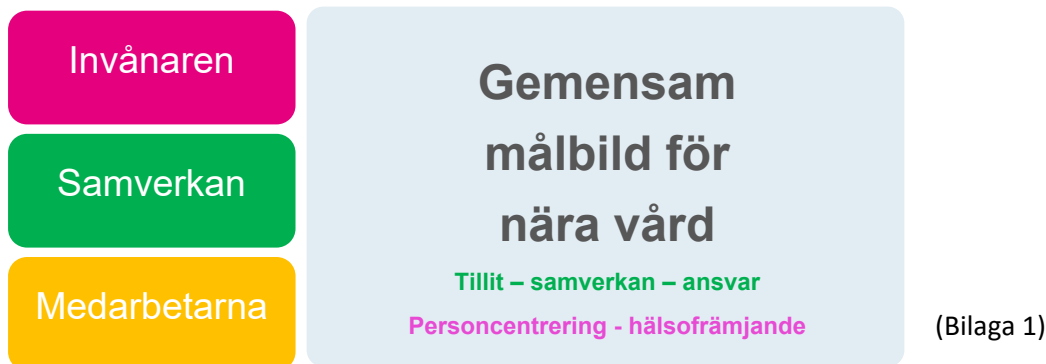 Invånaren
Samverkan
Medarbetarna
Gemensam
målbild för
nära vård
Tillit – samverkan – ansvar
Personcentrering - hälsofrämjande
(Bilaga 1)